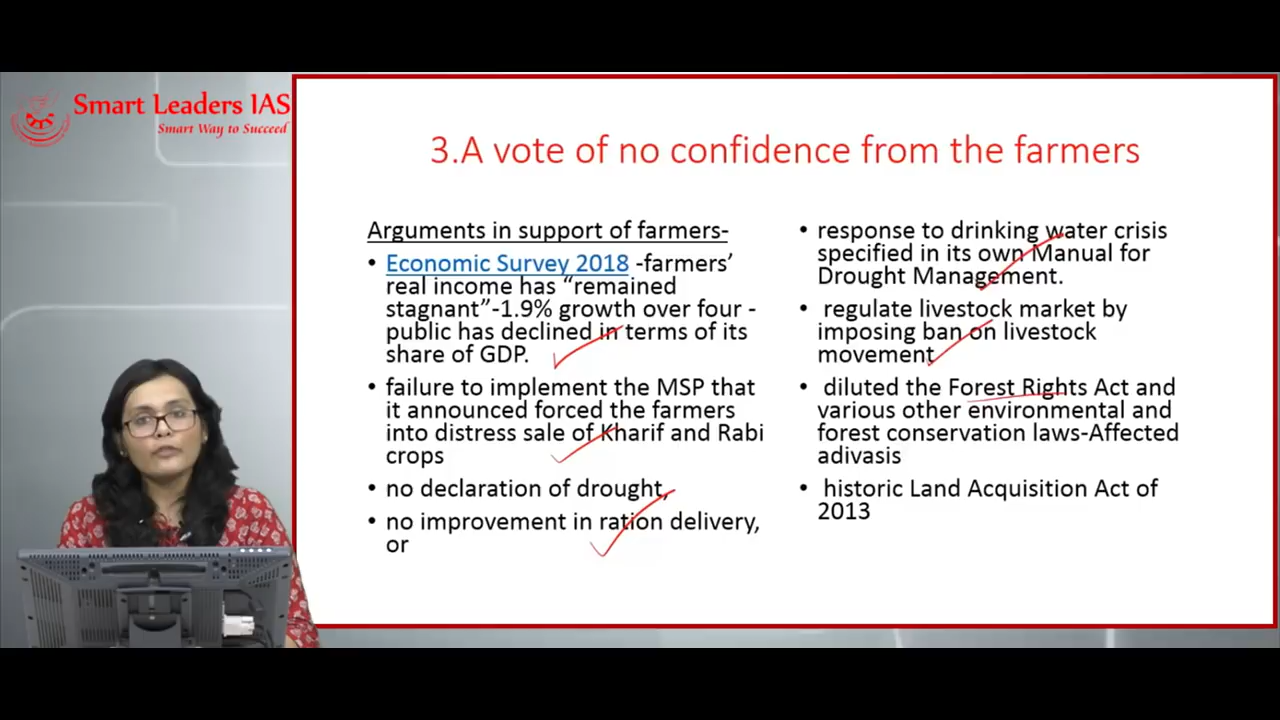 Smart Leaders IAS
Smart Way to Succeed
3.A vote of no confidence from the farmers
Arguments in support of farmers-
• Economic Survey 2018 -farmers'
real income has “remained
stagnant”-1.9% growth over four -
public has declined in terms of its
share of GDP.
• failure to implement the MSP that
it announced forced the farmers
into distress sale of Kharif and Rabi
crops
• no declaration of drought,
• no improvement in ration delivery,
or
• response to drinking water crisis
specified in its own Manual for
Drought Management.
• regulate livestock market by
imposing ban on livestock
movement
• diluted the Forest Rights Act and
various other environmental and
forest conservation laws-Affected
adivasis
• historic Land Acquisition Act of
2013